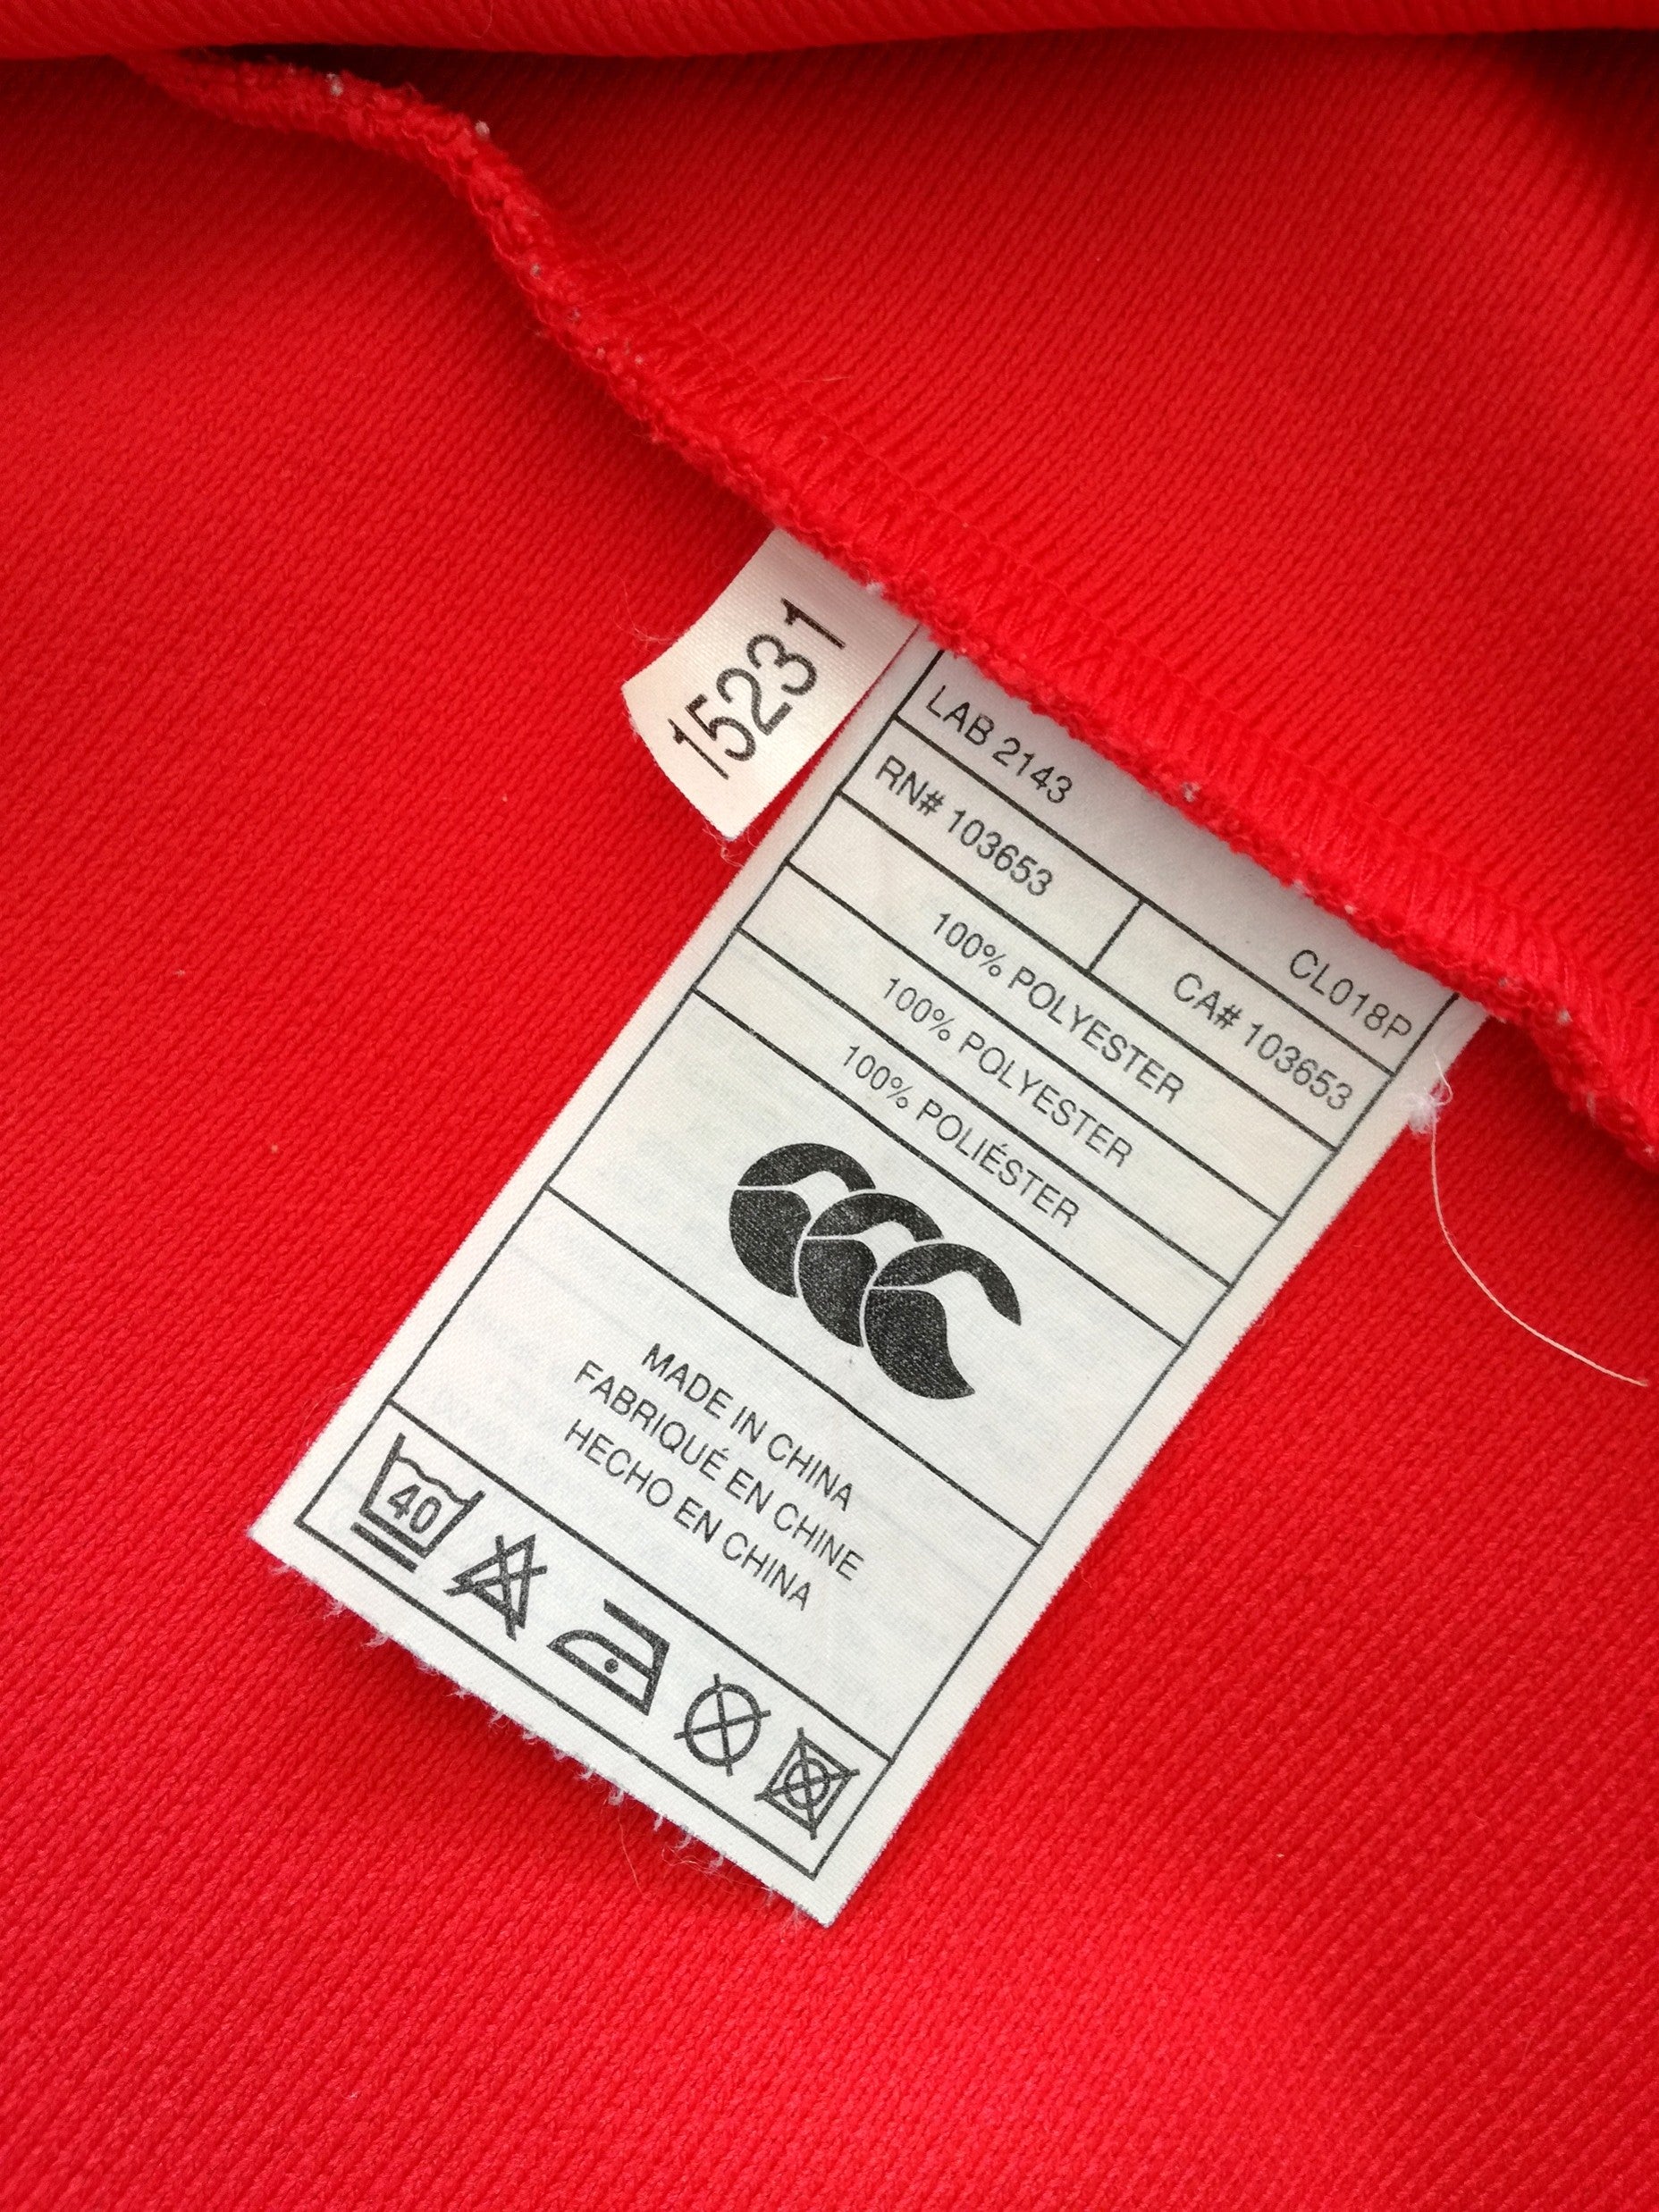 15231
LAB 2143 CL018P
RN# 103653 CA# 103653
100% POLYESTER
100% POLYESTER
100% POLIÉSTER
MADE IN CHINA
FABRIQUÉ EN CHINE
HECHO EN CHINA
40